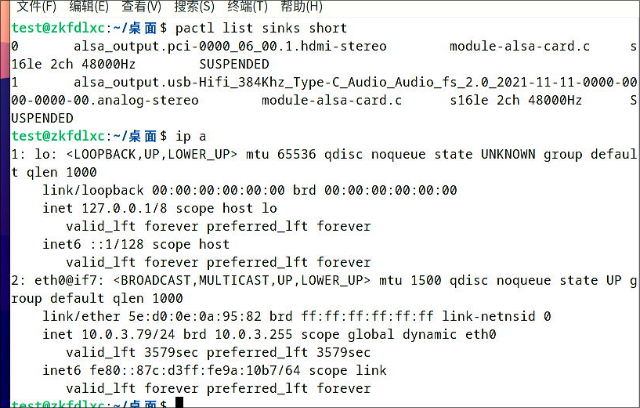 文件(F) 编辑(E) 查看(V) 搜索(S) 终端(T) 帮助(H)
test@zkfdlxc:~/桌面$ pactl list sinks short
0 alsa_output.pci-0000_06_00.1.hdmi-stereo module-alsa-card.c s
16le 2ch 48000Hz SUSPENDED
1 alsa_output.usb-Hifi_384Khz_Type-C_Audio_Audio_fs_2.0_2021-11-11-0000-00
00-0000-00.analog-stereo module-alsa-card.c s16le 2ch 48000Hz S
USPENDED
test@zkfdlxc:~/桌面$ ip a
1: lo: <LOOPBACK,UP,LOWER_UP> mtu 65536 qdisc noqueue state UNKNOWN group defaul
t qlen 1000
link/loopback 00:00:00:00:00:00 brd 00:00:00:00:00:00
inet 127.0.0.1/8 scope host lo
valid_lft forever preferred_lft forever
inet6 ::1/128 scope host
valid_lft forever preferred_lft forever
2: eth0@if7: <BROADCAST,MULTICAST,UP,LOWER_UP> mtu 1500 qdisc noqueue state UP g
roup default qlen 1000
link/ether 5e:d0:0e:0a:95:82 brd ff:ff:ff:ff:ff:ff link-netnsid 0
inet 10.0.3.79/24 brd 10.0.3.255 scope global dynamic eth0
valid_lft 3579sec preferred_lft 3579sec
inet6 fe80::87c:d3ff:fe9a:10b7/64 scope link
valid_lft forever preferred_lft forever
test@zkfdlxc:~/桌面$